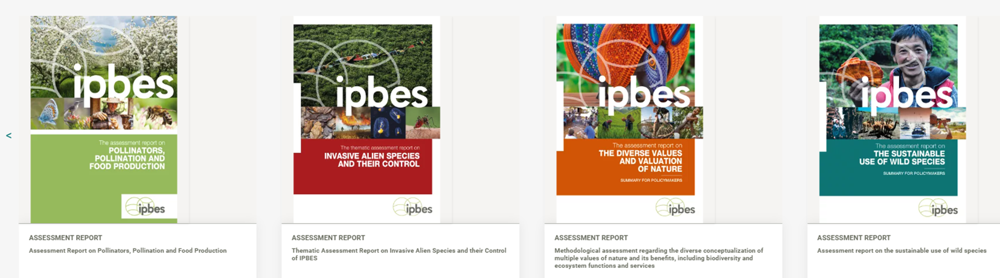 ipbes
The assessment report on
POLLINATORS,
POLLINATION AND
FOOD PRODUCTION
ipbes
ASSESSMENT REPORT
Assessment Report on Pollinators, Pollination and Food Production
ipbes
The thematic assessment report on
INVASIVE ALIEN SPECIES
AND THEIR CONTROL
ipbes
ASSESSMENT REPORT
Thematic Assessment Report on Invasive Alien Species and their Control
of IPBES
ipbes
The assessment report on
THE DIVERSE VALUES
AND VALUATION
OF NATURE
SUMMARY FOR POLICYMAKERS
ipbes
ASSESSMENT REPORT
Methodological assessment regarding the diverse conceptualization of
multiple values of nature and its benefits, including biodiversity and
ecosystem functions and services
ipbes
The assessment report on
THE SUSTAINABLE
USE OF WILD SPECIES
SUMMARY FOR POLICYMAKERS
ipbes
ASSESSMENT REPORT
Assessment report on the sustainable use of wild species